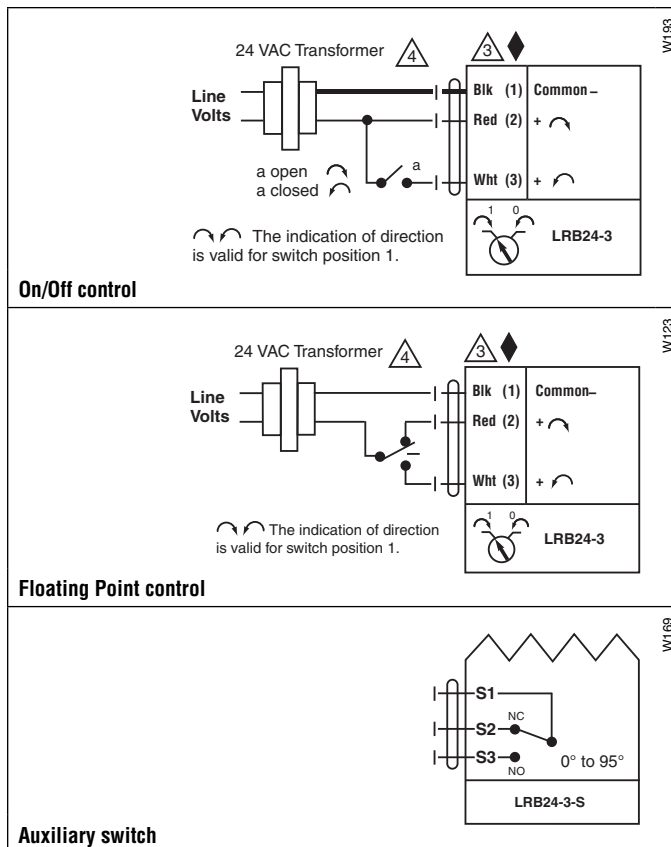 W193
24 VAC Transformer
4
3
Line
Volts
Blk (1) Common –
Red (2) +
a open
a closed
a
Wht (3) +
1 0
LRB24-3
The indication of direction
is valid for switch position 1.
On/Off control
W123
24 VAC Transformer
4
3
Line
Volts
Blk (1) Common–
Red (2) +
Wht (3) +
1 0
LRB24-3
The indication of direction
is valid for switch position 1.
Floating Point control
W169
S1
S2
NC
S3
NO
0° to 95°
LRB24-3-S
Auxiliary switch